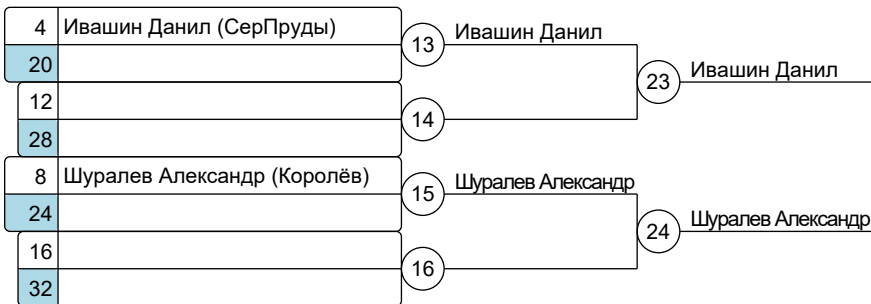 4 Ивашин Данил (СерПруды)
13 Ивашин Данил
20
23 Ивашин Данил
12
14
28
8 Шуралев Александр (Королёв)
15 Шуралев Александр
24
24 Шуралев Александр
16
16
32